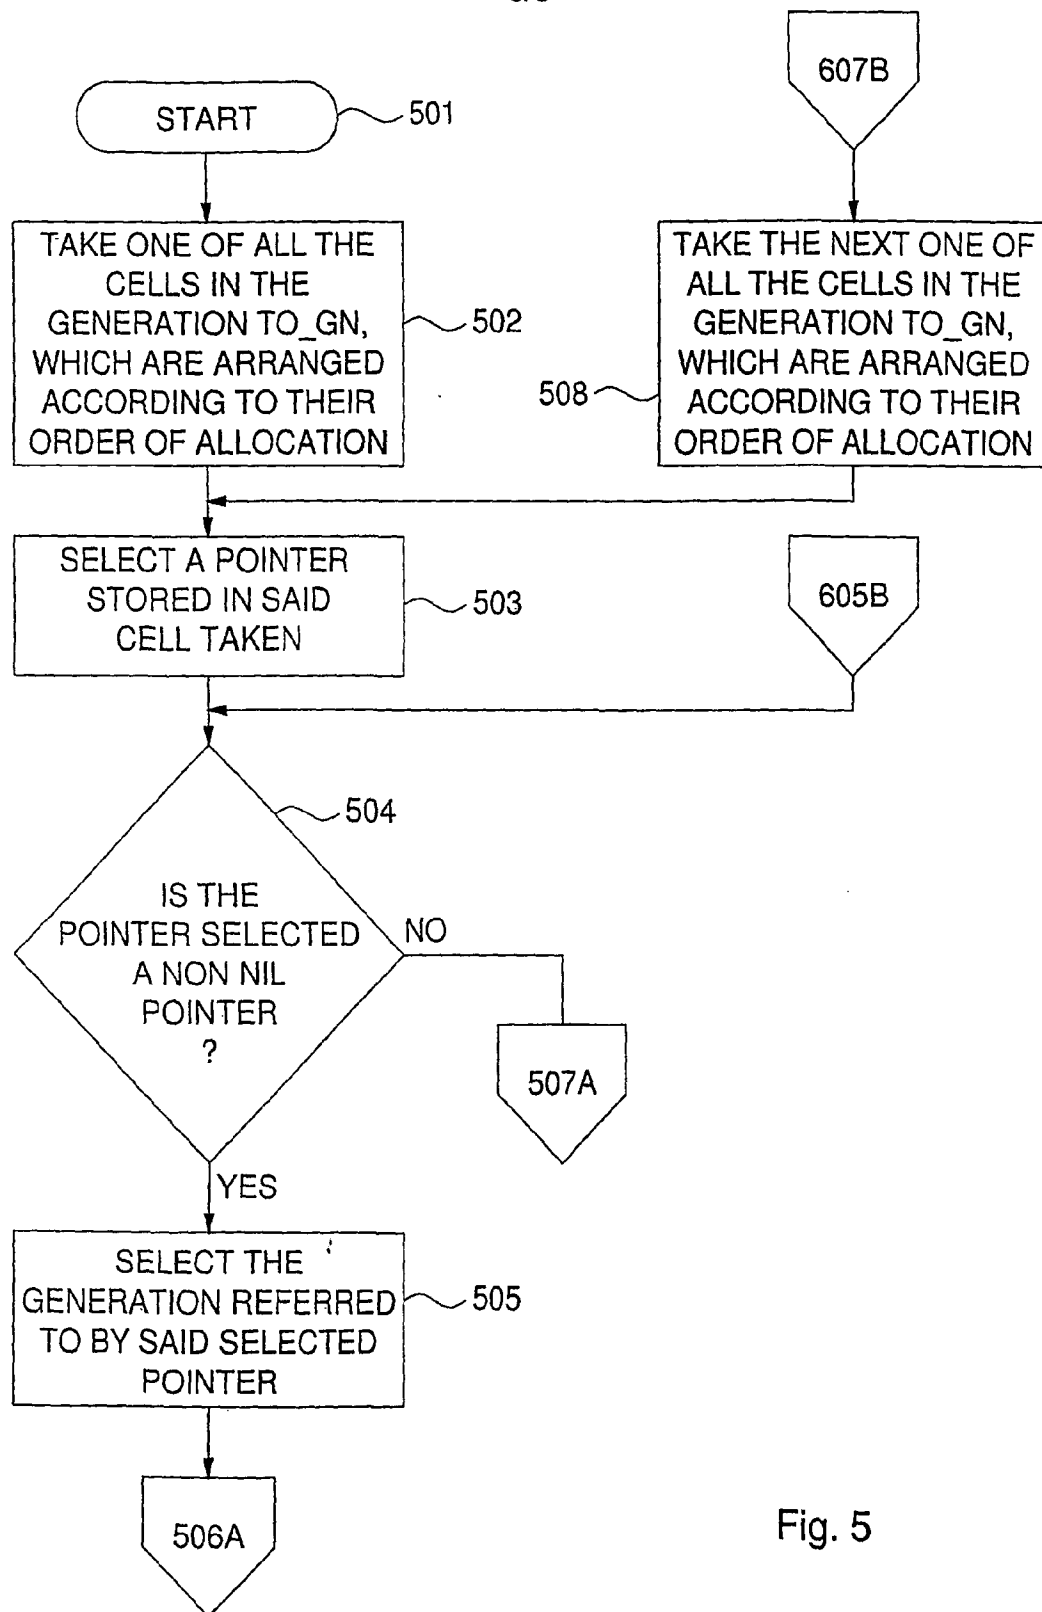 607B
START
501
TAKE ONE OF ALL THE
CELLS IN THE
GENERATION TO_GN,
WHICH ARE ARRANGED
ACCORDING TO THEIR
ORDER OF ALLOCATION
502
TAKE THE NEXT ONE OF
ALL THE CELLS IN THE
GENERATION TO_GN,
WHICH ARE ARRANGED
ACCORDING TO THEIR
ORDER OF ALLOCATION
508
SELECT A POINTER
STORED IN SAID
CELL TAKEN
503
605B
504
IS THE
POINTER SELECTED
A NON NIL
POINTER
?
NO
507A
YES
SELECT THE
GENERATION REFERRED
TO BY SAID SELECTED
POINTER
505
506A
Fig. 5